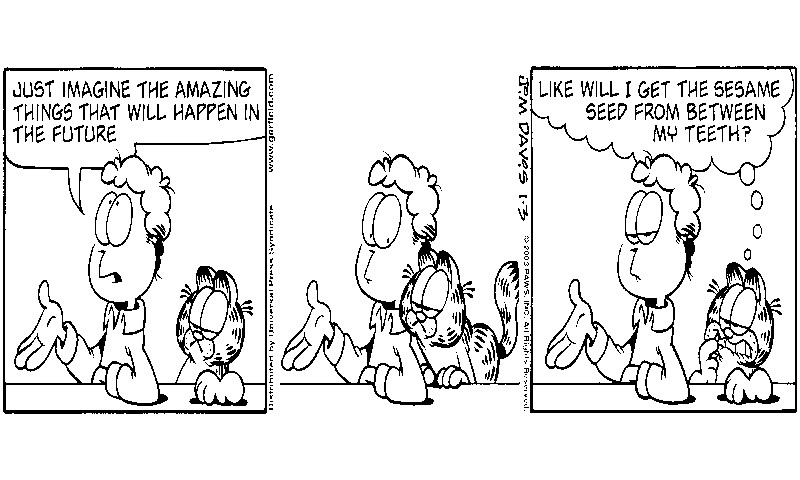 JUST IMAGINE THE AMAZING
THINGS THAT WILL HAPPEN IN
THE FUTURE
www.garfield.com
Distributed by Universal Press Syndicate
JIM DAVIS 1·3
© 2003 PAWS, INC. All Rights Reserved.
LIKE WILL I GET THE SESAME
SEED FROM BETWEEN
MY TEETH?